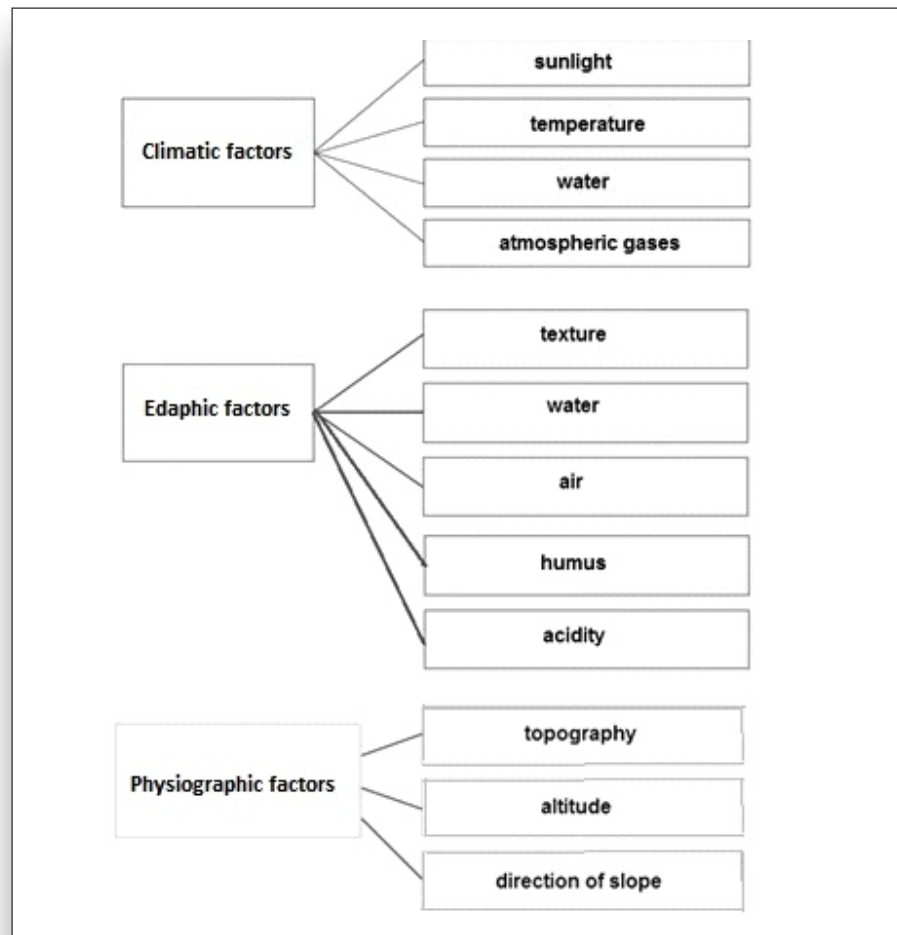 sunlight
Climatic factors
temperature
water
atmospheric gases
texture
Edaphic factors
water
air
humus
acidity
topography
Physiographic factors
altitude
direction of slope